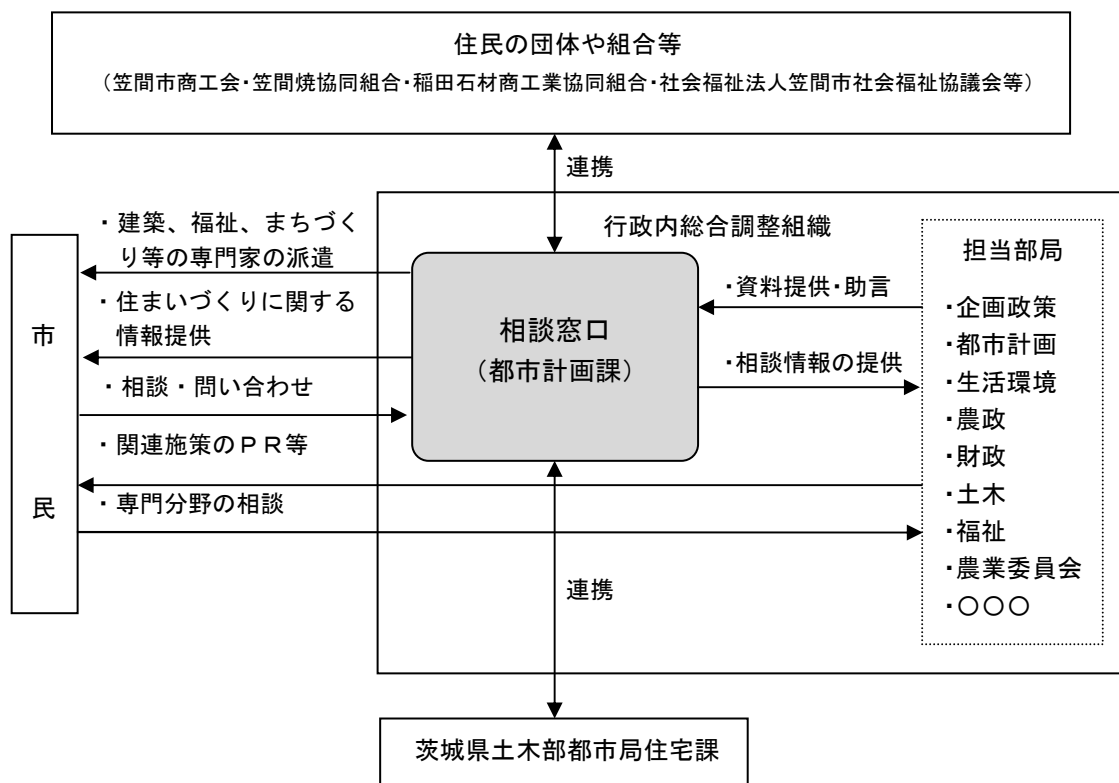 住民の団体や組合等
（笠間市商工会・笠間焼協同組合・稲田石材商工業協同組合・社会福祉法人笠間市社会福祉協議会等）
連携
行政内総合調整組織
・建築、福祉、まちづく
り等の専門家の派遣
・住まいづくりに関する
情報提供
・相談・問い合わせ
・関連施策のＰＲ等
・専門分野の相談
市
民
相談窓口
（都市計画課）
・資料提供・助言
・相談情報の提供
担当部局
・企画政策
・都市計画
・生活環境
・農政
・財政
・土木
・福祉
・農業委員会
・〇〇〇
連携
茨城県土木部都市局住宅課